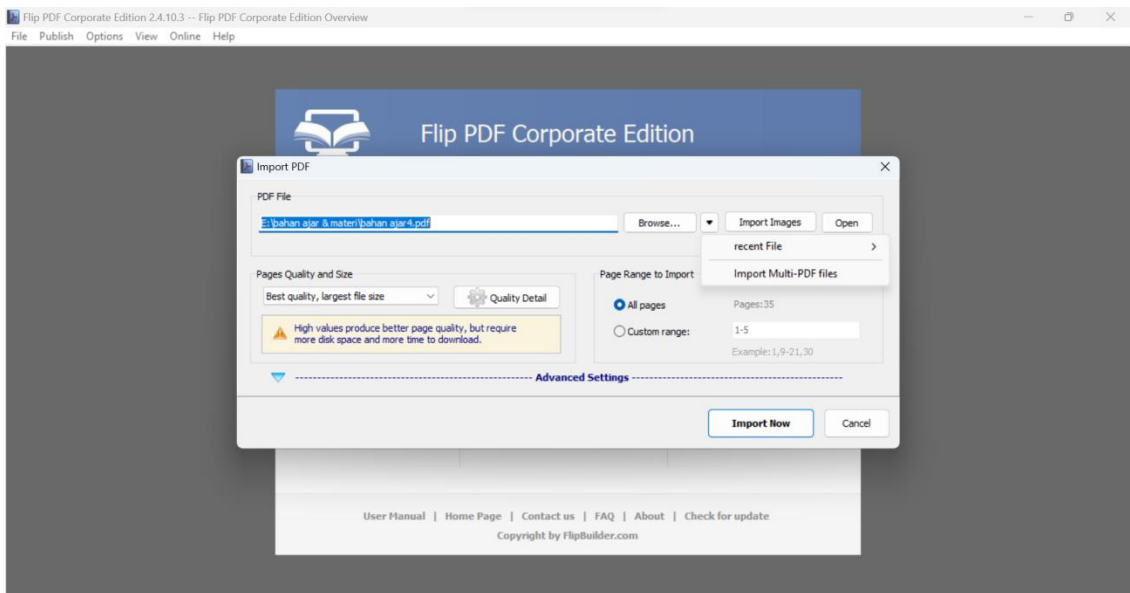 Flip PDF Corporate Edition 2.4.10.3 -- Flip PDF Corporate Edition Overview
File Publish Options View Online Help
Flip PDF Corporate Edition
Import PDF
PDF File
E:\bahan ajar & materi\bahan ajar4.pdf Browse... Import Images Open
recent File
Import Multi-PDF files
Pages Quality and Size
Best quality, largest file size Quality Detail
High values produce better page quality, but require
more disk space and more time to download.
Page Range to Import
All pages Pages:35
Custom range: 1-5
Example:1,9-21,30
Advanced Settings
Import Now Cancel
User Manual | Home Page | Contact us | FAQ | About | Check for update
Copyright by FlipBuilder.com